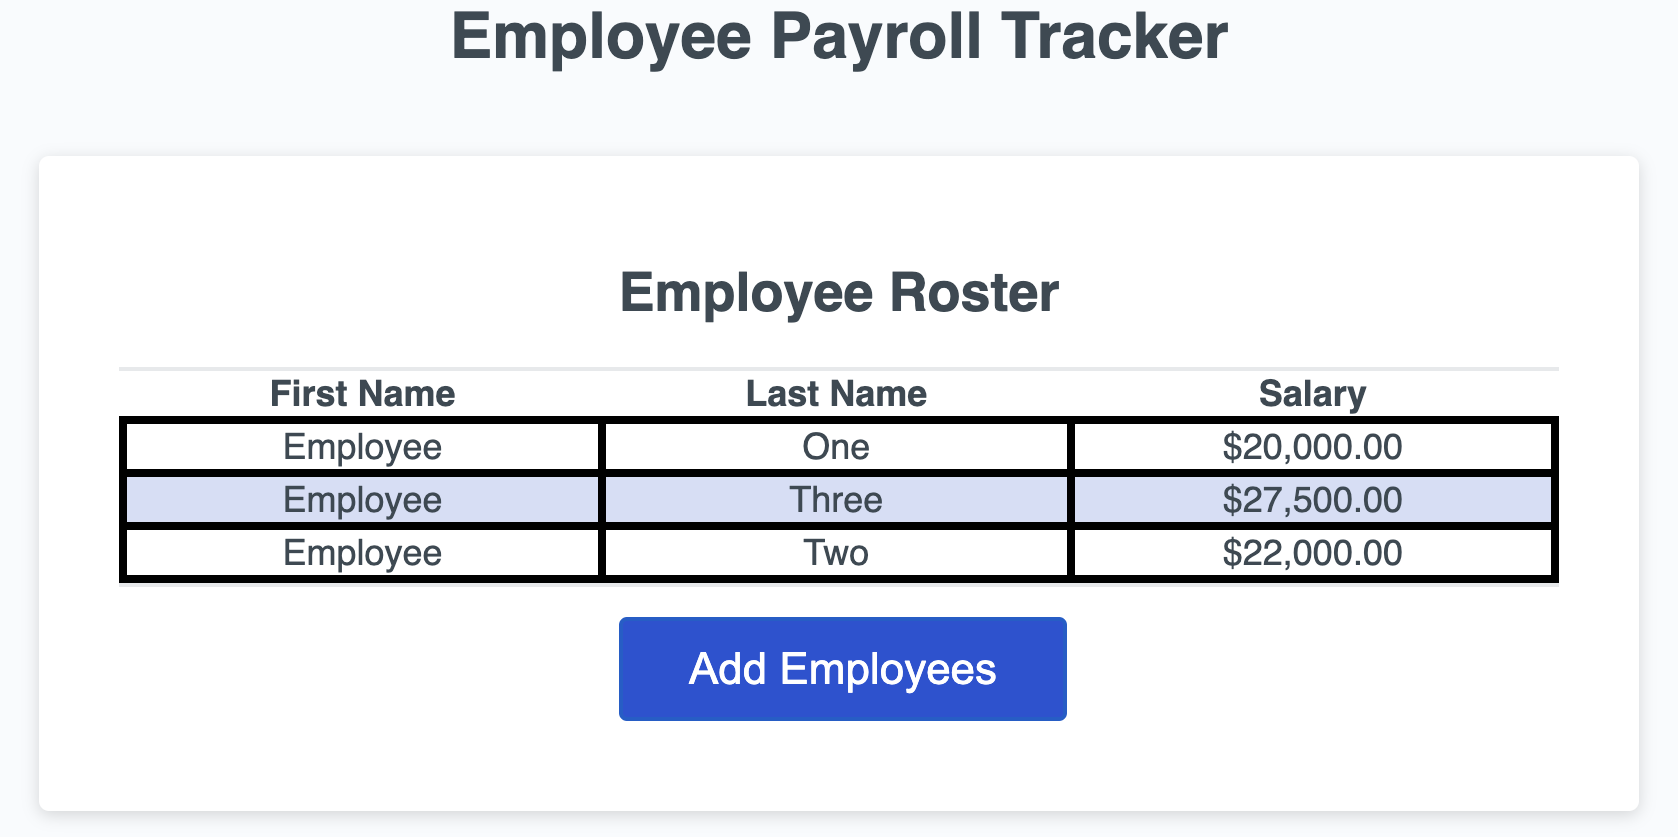 Employee Payroll Tracker
Employee Roster
First Name Last Name Salary
Employee One $20,000.00
Employee Three $27,500.00
Employee Two $22,000.00
Add Employees